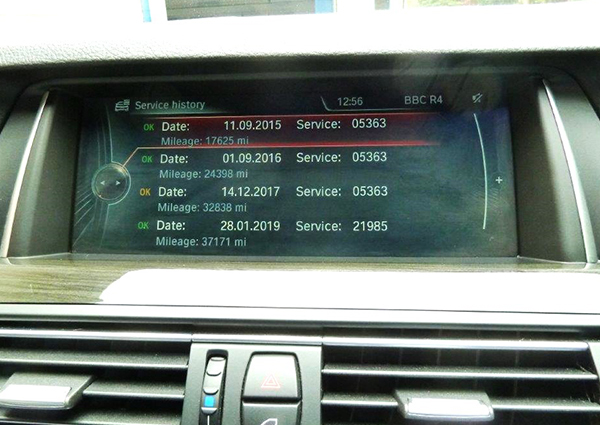 Service history 12:56 BBC R4
OK Date: 11.09.2015 Service: 05363
Mileage: 17625 mi
OK Date: 01.09.2016 Service: 05363
Mileage: 24398 mi
OK Date: 14.12.2017 Service: 05363
Mileage: 32838 mi
OK Date: 28.01.2019 Service: 21985
Mileage: 37171 mi